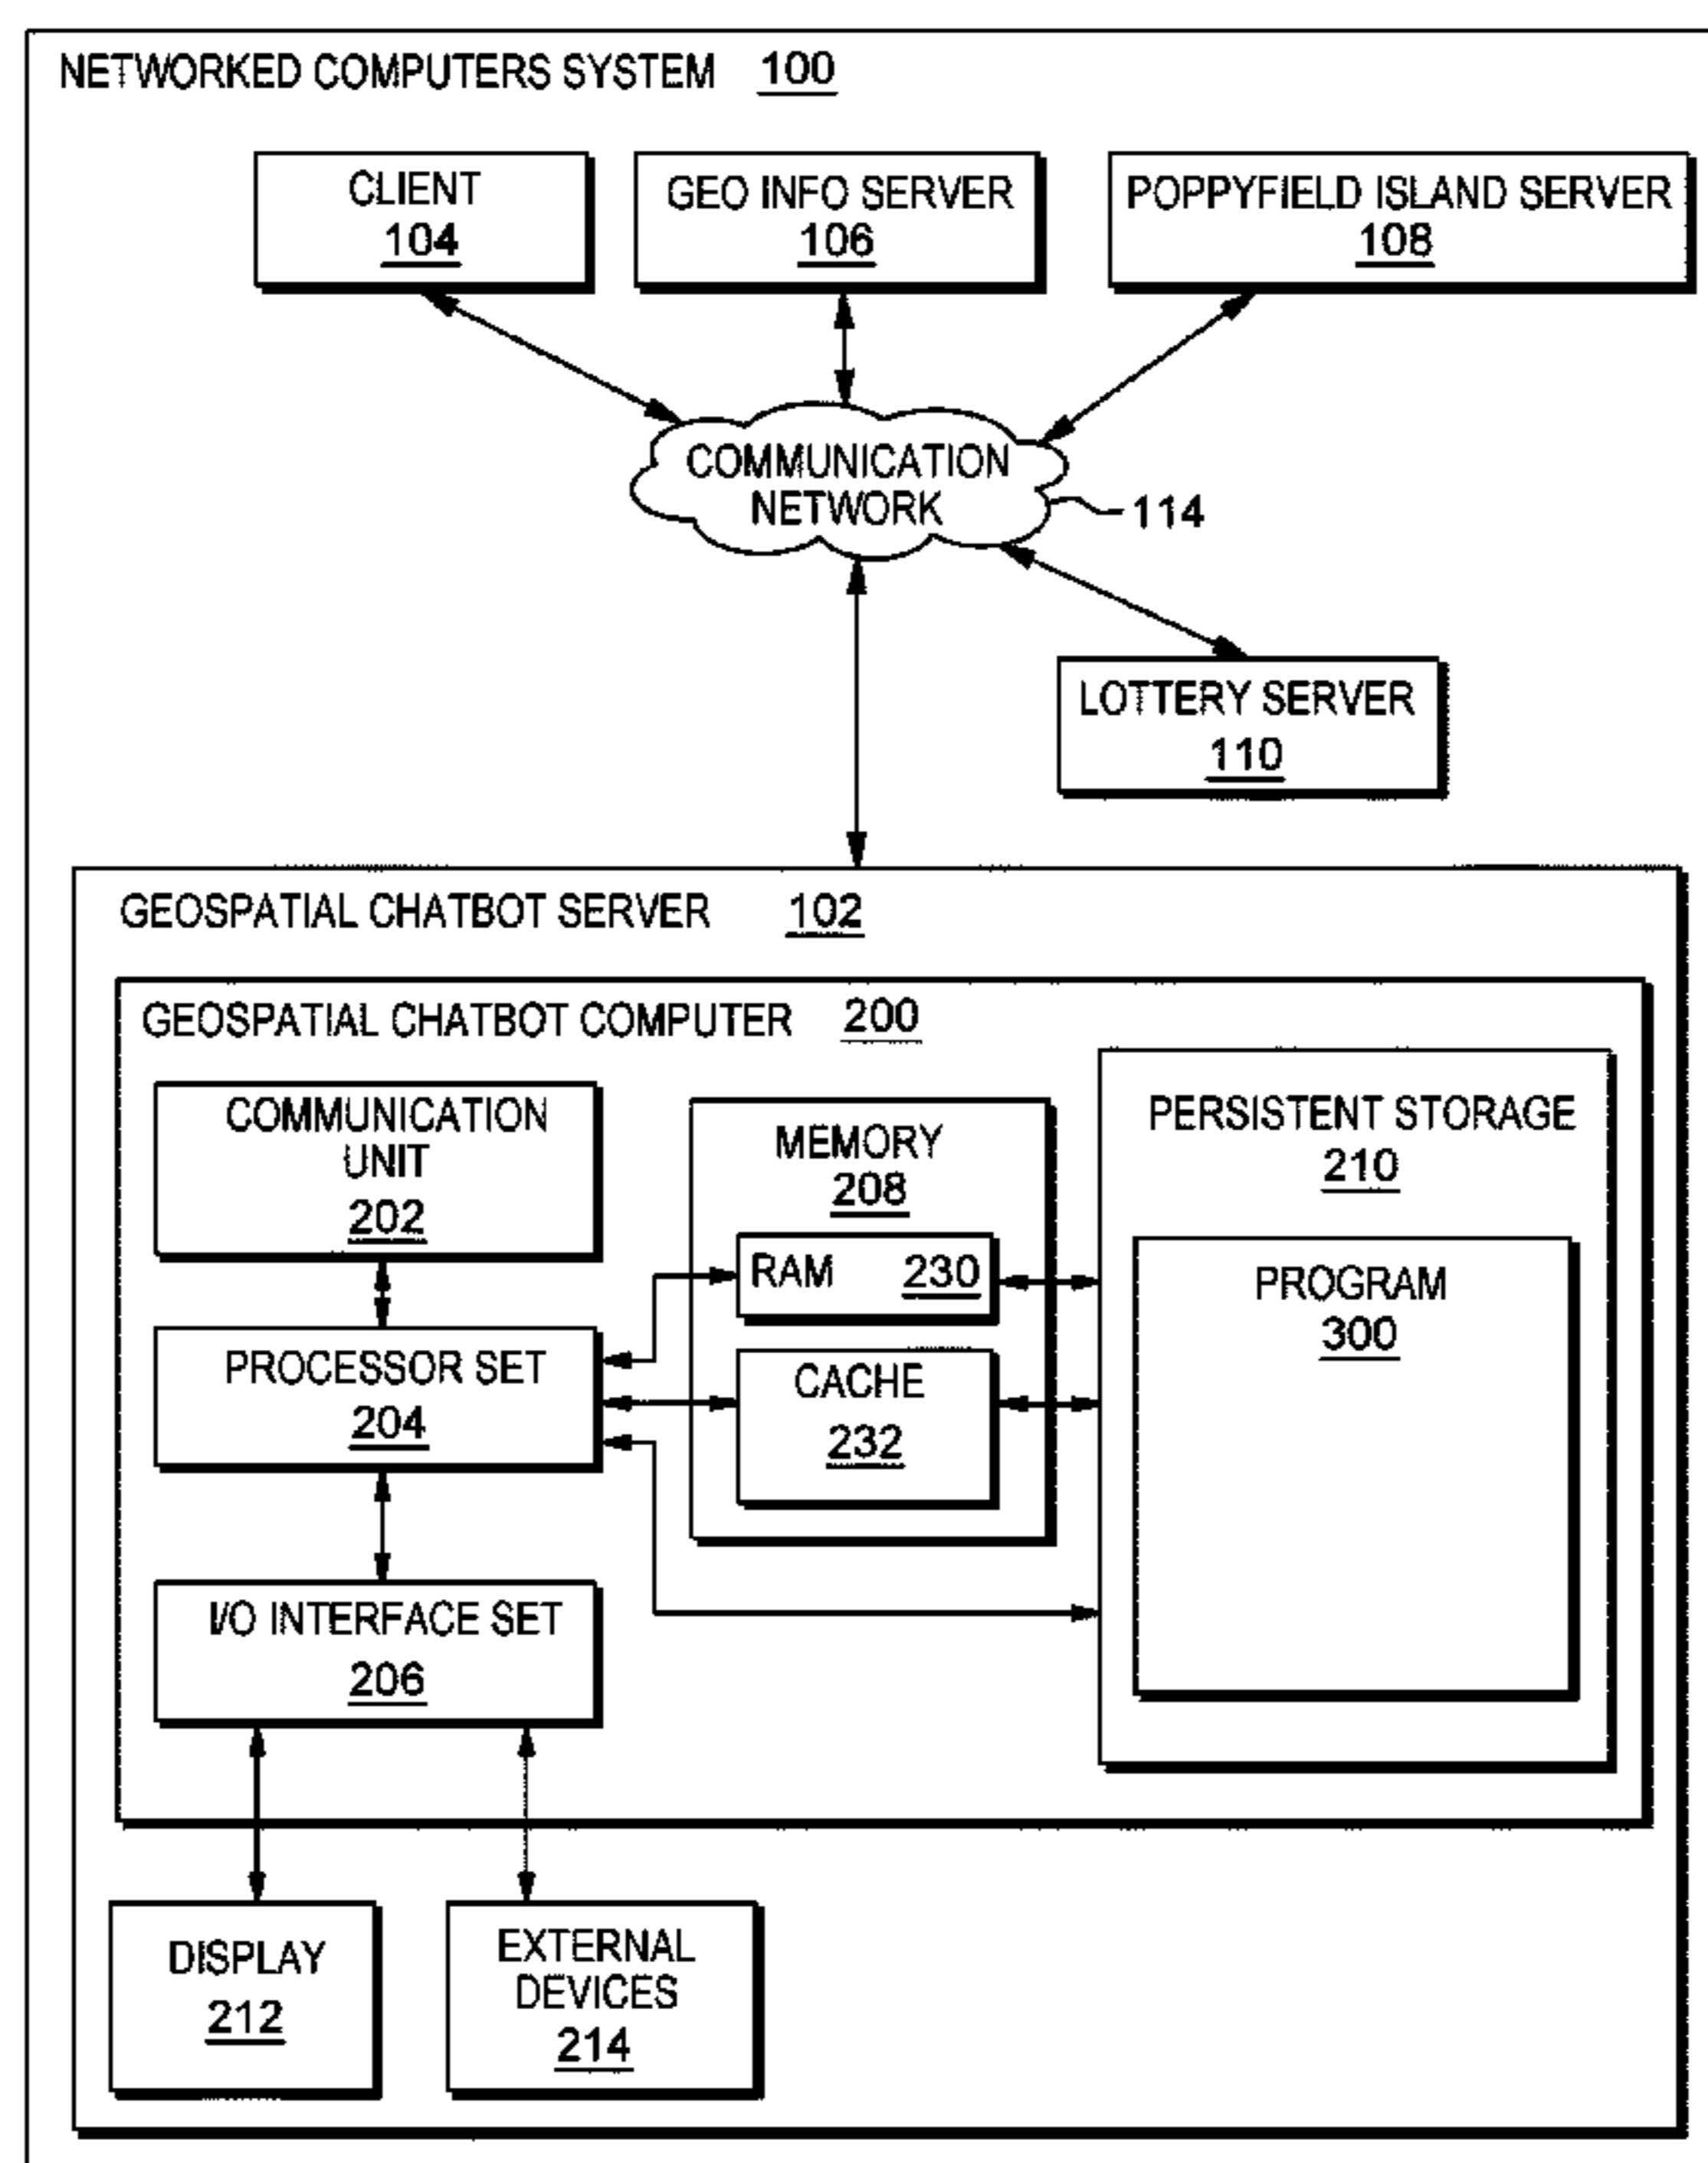 NETWORKED COMPUTERS SYSTEM 100
CLIENT
104
GEO INFO SERVER
106
POPPYFIELD ISLAND SERVER
108
COMMUNICATION
NETWORK
114
LOTTERY SERVER
110
GEOSPATIAL CHATBOT SERVER 102
GEOSPATIAL CHATBOT COMPUTER 200
COMMUNICATION
UNIT
202
PROCESSOR SET
204
I/O INTERFACE SET
206
MEMORY
208
RAM 230
CACHE
232
PERSISTENT STORAGE
210
PROGRAM
300
DISPLAY
212
EXTERNAL
DEVICES
214